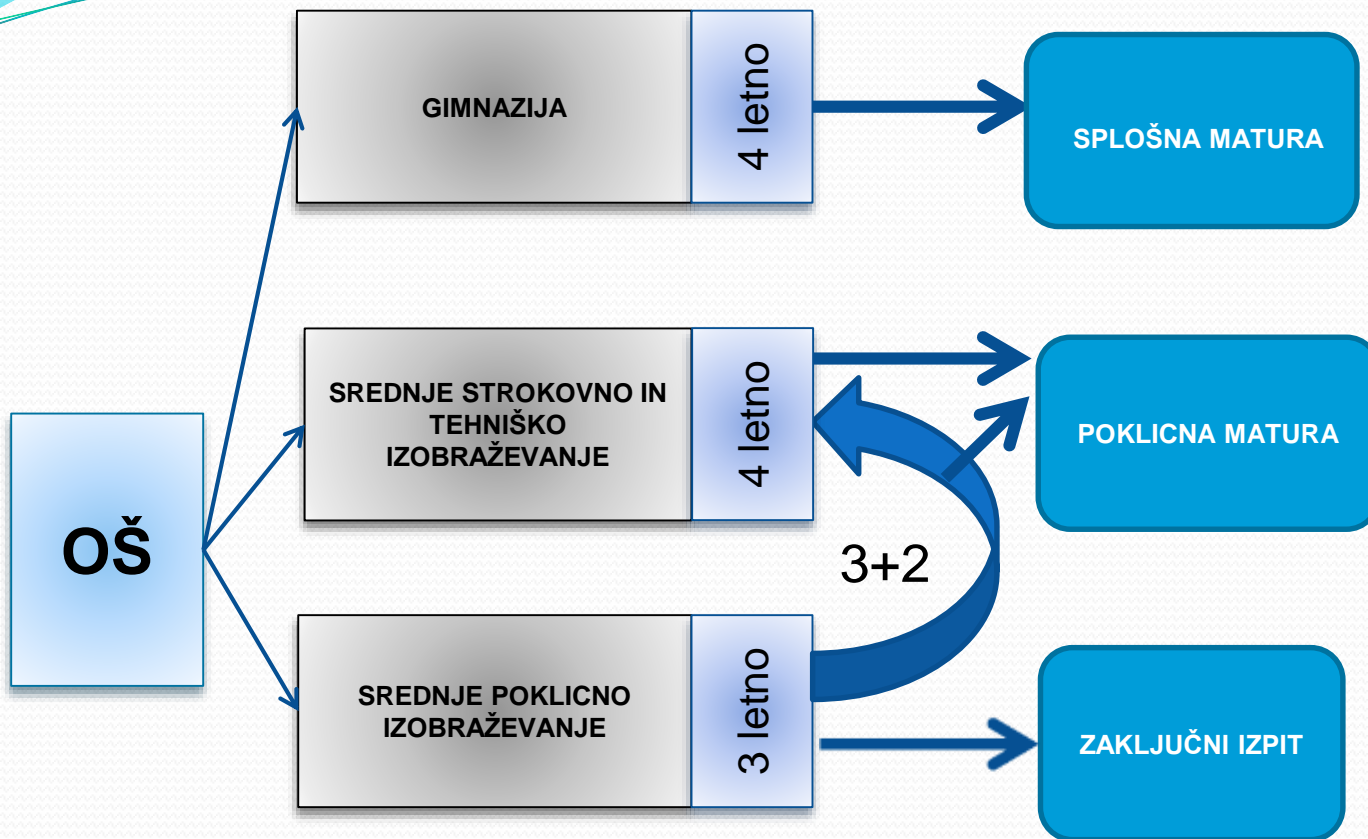 GIMNAZIJA
4 letno
SPLOŠNA MATURA
SREDNJE STROKOVNO IN
TEHNIŠKO
IZOBRAŽEVANJE
4 letno
POKLICNA MATURA
OŠ
3+2
SREDNJE POKLICNO
IZOBRAŽEVANJE
3 letno
ZAKLJUČNI IZPIT